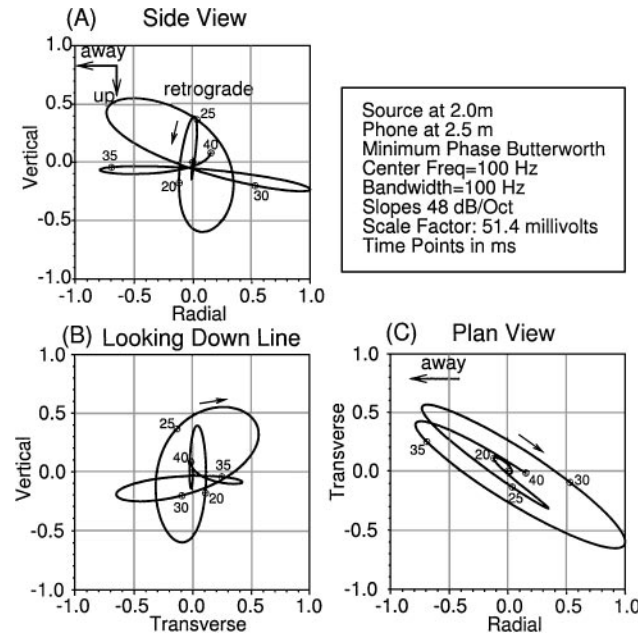 (A) Side View
1.0
away
up
retrograde
25
0.5
40
Vertical
0.0
35
20
30
-0.5
-1.0
-1.0 -0.5 0.0 0.5 1.0
Radial
Source at 2.0m
Phone at 2.5 m
Minimum Phase Butterworth
Center Freq=100 Hz
Bandwidth=100 Hz
Slopes 48 dB/Oct
Scale Factor: 51.4 millivolts
Time Points in ms
(B) Looking Down Line
1.0
0.5
25
Vertical
0.0
40
35
30
20
-0.5
-1.0
-1.0 -0.5 0.0 0.5 1.0
Transverse
(C) Plan View
1.0
away
0.5
Transverse
35
20
0.0
40
30
25
-0.5
-1.0
-1.0 -0.5 0.0 0.5 1.0
Radial